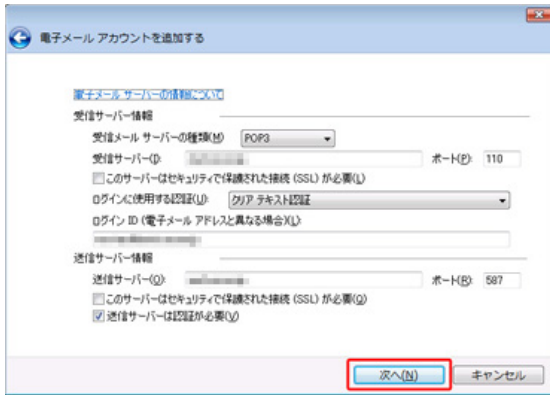 電子メール アカウントを追加する
電子メール サーバーの情報について
受信サーバー情報
受信メール サーバーの種類(M) POP3
受信サーバー(I): ポート(P): 110
このサーバーはセキュリティで保護された接続 (SSL) が必要(L)
ログインに使用する認証(U): クリア テキスト認証
ログイン ID (電子メール アドレスと異なる場合)(L):
送信サーバー情報
送信サーバー(O): ポート(R): 587
このサーバーはセキュリティで保護された接続 (SSL) が必要(Q)
送信サーバーは認証が必要(V)
次へ(N) キャンセル